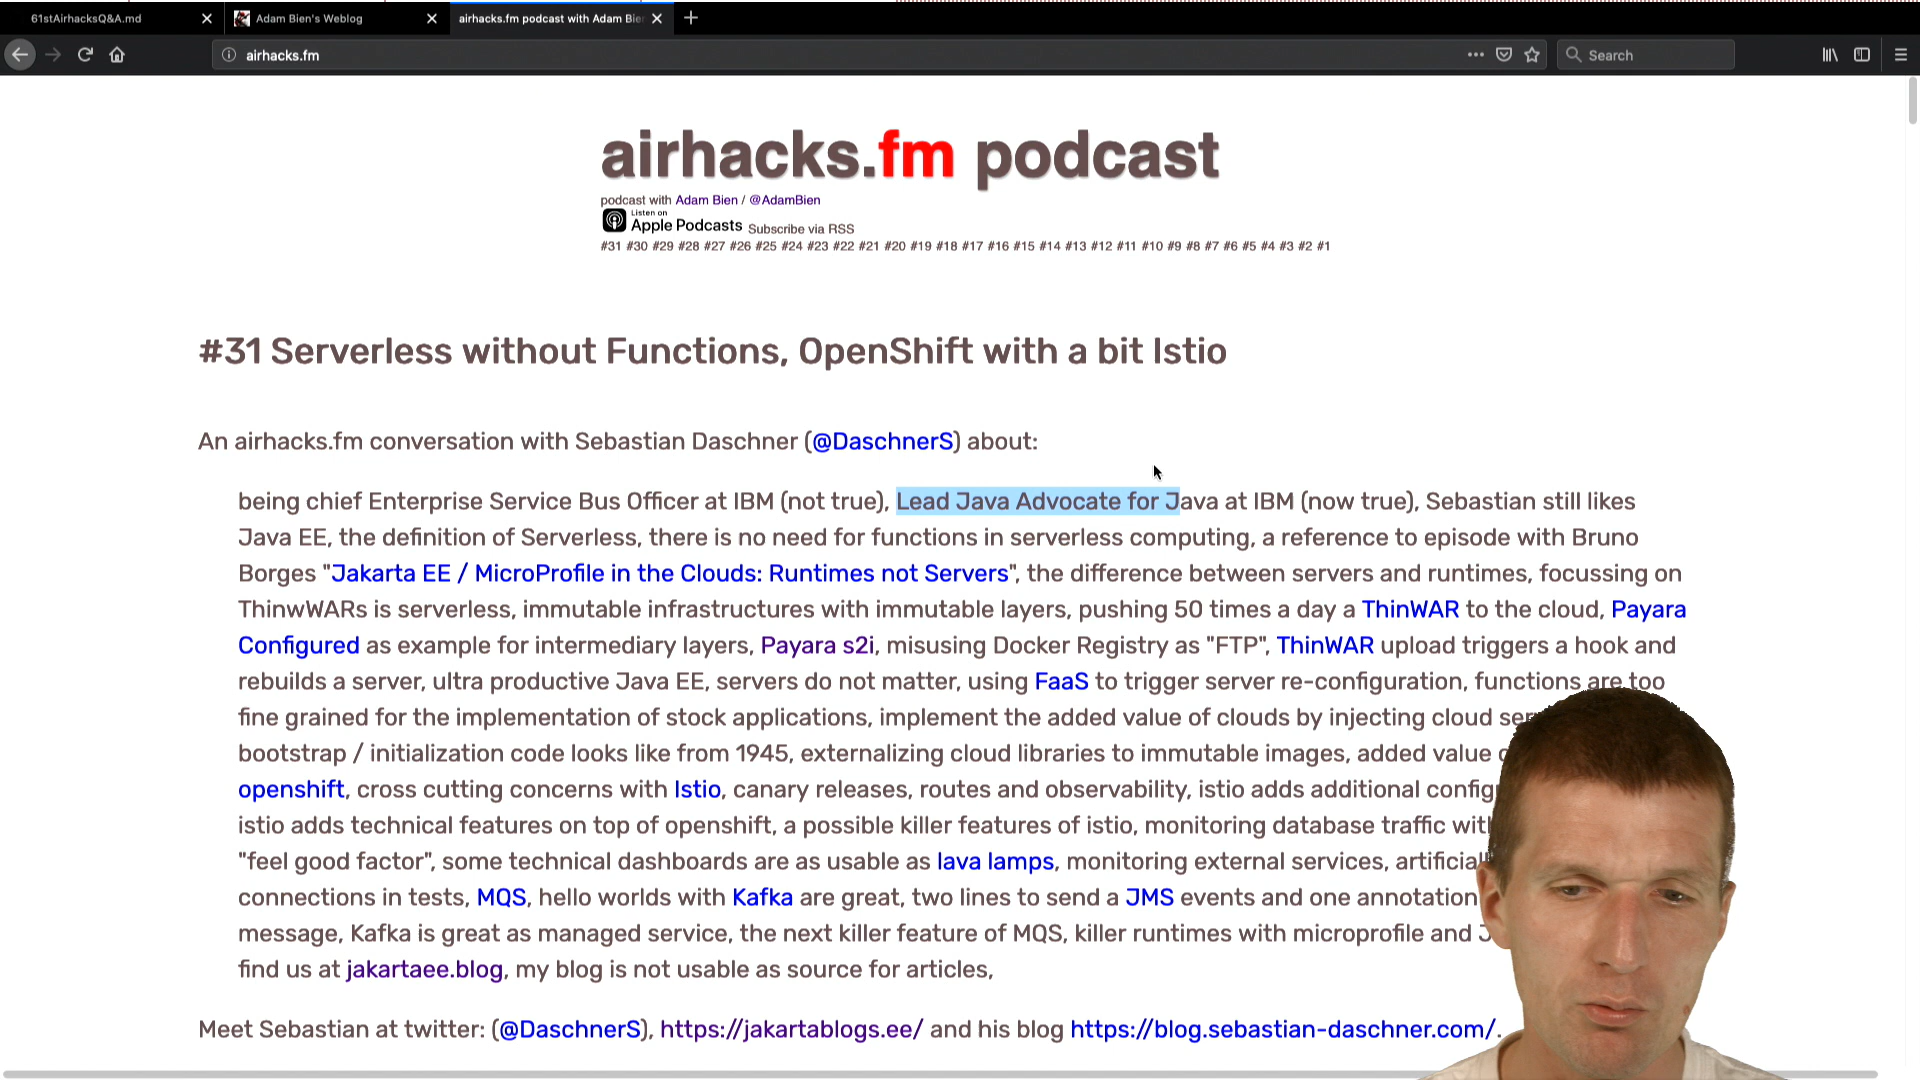 61stAirhacksQ&A.md
Adam Bien's Weblog
airhacks.fm podcast with Adam Bie
airhacks.fm
Search
airhacks.fm podcast
podcast with Adam Bien / @AdamBien
Listen on
Apple Podcasts Subscribe via RSS
#31 #30 #29 #28 #27 #26 #25 #24 #23 #22 #21 #20 #19 #18 #17 #16 #15 #14 #13 #12 #11 #10 #9 #8 #7 #6 #5 #4 #3 #2 #1
#31 Serverless without Functions, OpenShift with a bit Istio
An airhacks.fm conversation with Sebastian Daschner (@DaschnerS) about:
being chief Enterprise Service Bus Officer at IBM (not true), Lead Java Advocate for Java at IBM (now true), Sebastian still likes
Java EE, the definition of Serverless, there is no need for functions in serverless computing, a reference to episode with Bruno
Borges "Jakarta EE / MicroProfile in the Clouds: Runtimes not Servers", the difference between servers and runtimes, focussing on
ThinwWARs is serverless, immutable infrastructures with immutable layers, pushing 50 times a day a ThinWAR to the cloud, Payara
Configured as example for intermediary layers, Payara s2i, misusing Docker Registry as "FTP", ThinWAR upload triggers a hook and
rebuilds a server, ultra productive Java EE, servers do not matter, using FaaS to trigger server re-configuration, functions are too
fine grained for the implementation of stock applications, implement the added value of clouds by injecting cloud
bootstrap / initialization code looks like from 1945, externalizing cloud libraries to immutable images, added value
openshift, cross cutting concerns with Istio, canary releases, routes and observability, istio adds additional
istio adds technical features on top of openshift, a possible killer features of istio, monitoring database traffic
"feel good factor", some technical dashboards are as usable as lava lamps, monitoring external services,
connections in tests, MQS, hello worlds with Kafka are great, two lines to send a JMS events and one annotation
message, Kafka is great as managed service, the next killer feature of MQS, killer runtimes with microprofile and
find us at jakartaee.blog, my blog is not usable as source for articles,
Meet Sebastian at twitter: (@DaschnerS), https://jakartablogs.ee/ and his blog https://blog.sebastian-daschner.com/.